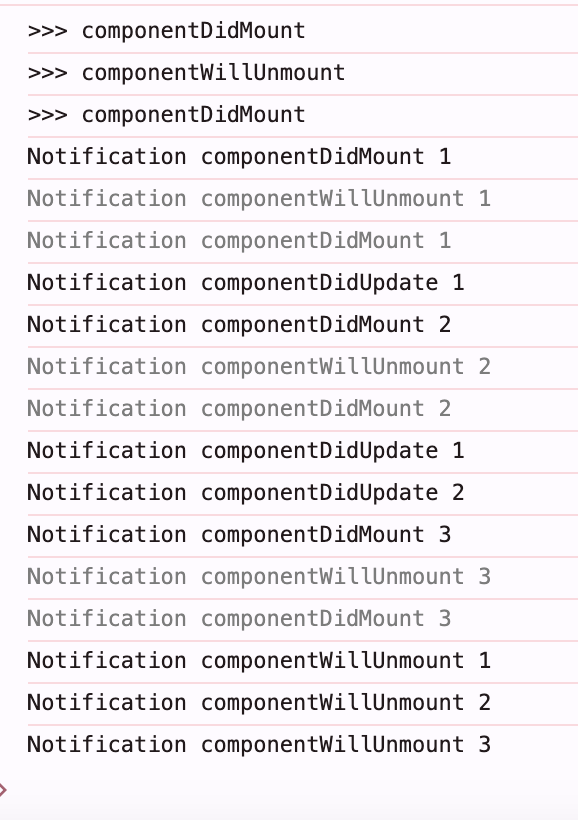 >>> componentDidMount
>>> componentWillUnmount
>>> componentDidMount
Notification componentDidMount 1
Notification componentWillUnmount 1
Notification componentDidMount 1
Notification componentDidUpdate 1
Notification componentDidMount 2
Notification componentWillUnmount 2
Notification componentDidMount 2
Notification componentDidUpdate 1
Notification componentDidUpdate 2
Notification componentDidMount 3
Notification componentWillUnmount 3
Notification componentDidMount 3
Notification componentWillUnmount 1
Notification componentWillUnmount 2
Notification componentWillUnmount 3